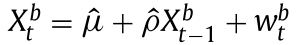 $X_t^b = \hat{\mu} + \hat{\rho} X_{t-1}^b + w_t^b$